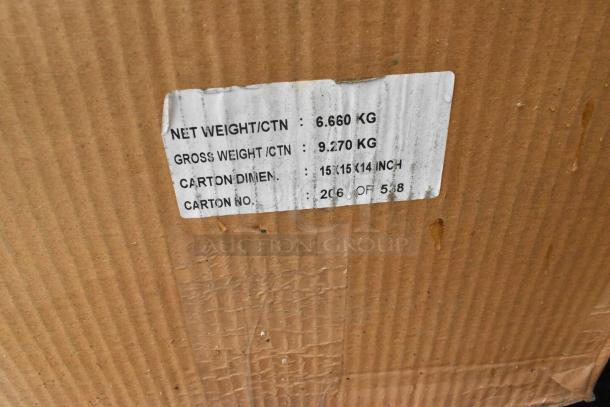 NET WEIGHT/CTN : 6.660 KG
GROSS WEIGHT /CTN : 9.270 KG
CARTON DIMEN. : 15X15X14 INCH
CARTON NO. : 206 OF 538
AUCTION GROUP